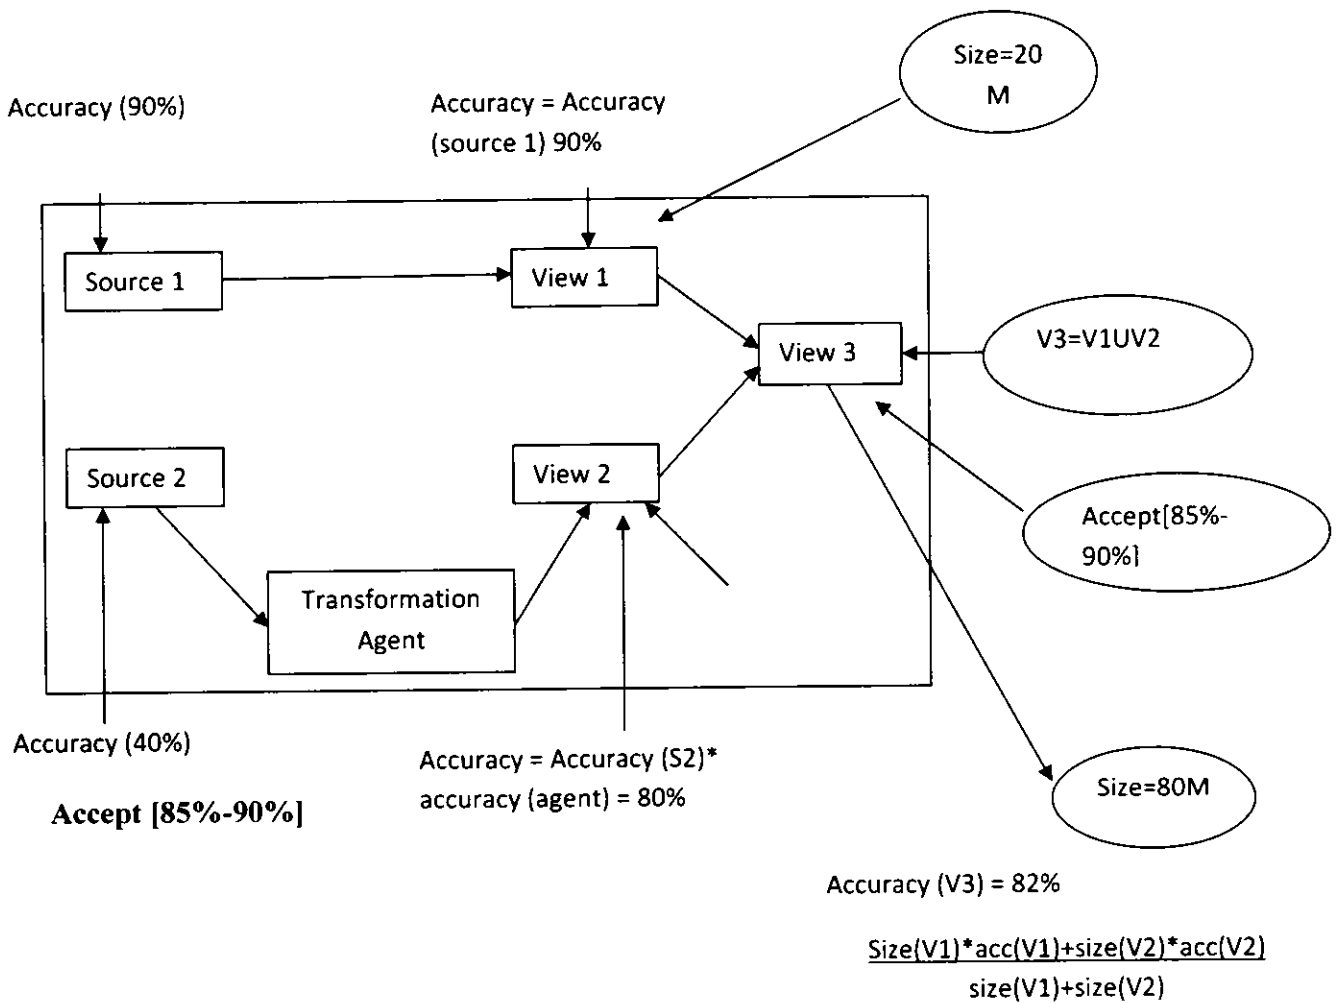 Size=20
M
Accuracy (90%)
Accuracy = Accuracy
(source 1) 90%
Source 1
View 1
View 3
V3=V1UV2
Source 2
View 2
Accept[85%-
90%]
Transformation
Agent
Accuracy (40%)
Accuracy = Accuracy (S2)*
accuracy (agent) = 80%
Accept [85%-90%]
Size=80M
Accuracy (V3) = 82%
Size(V1)*acc(V1)+size(V2)*acc(V2)
size(V1)+size(V2)